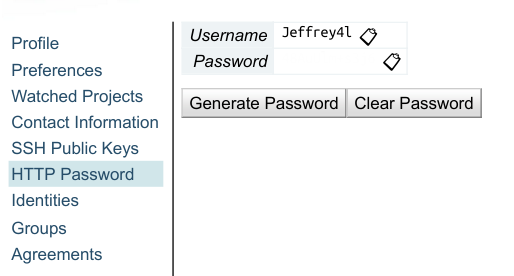 Profile
Preferences
Watched Projects
Contact Information
SSH Public Keys
HTTP Password
Identities
Groups
Agreements
Username Jeffrey4l
Password
Generate Password Clear Password